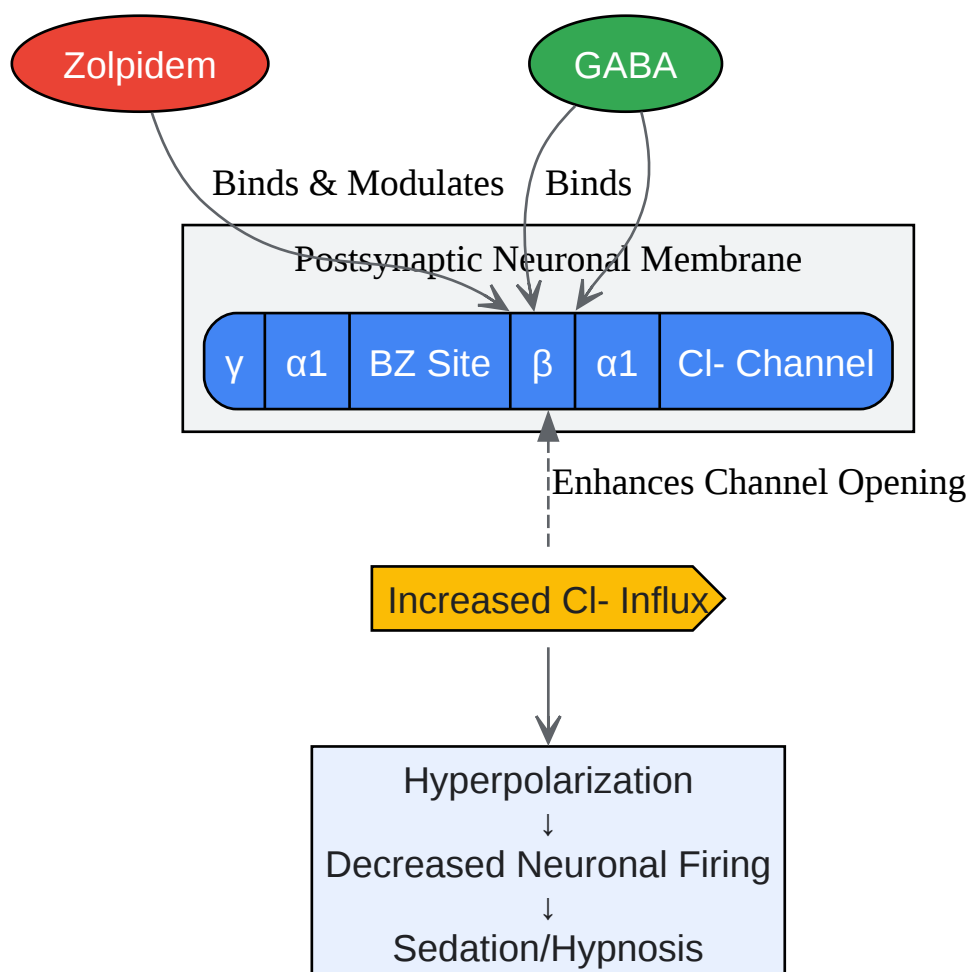 Zolpidem
GABA
Binds & Modulates
Binds
Postsynaptic Neuronal Membrane
γ
α1
BZ Site
β
α1
Cl- Channel
Enhances Channel Opening
Increased Cl- Influx
Hyperpolarization
↓
Decreased Neuronal Firing
↓
Sedation/Hypnosis